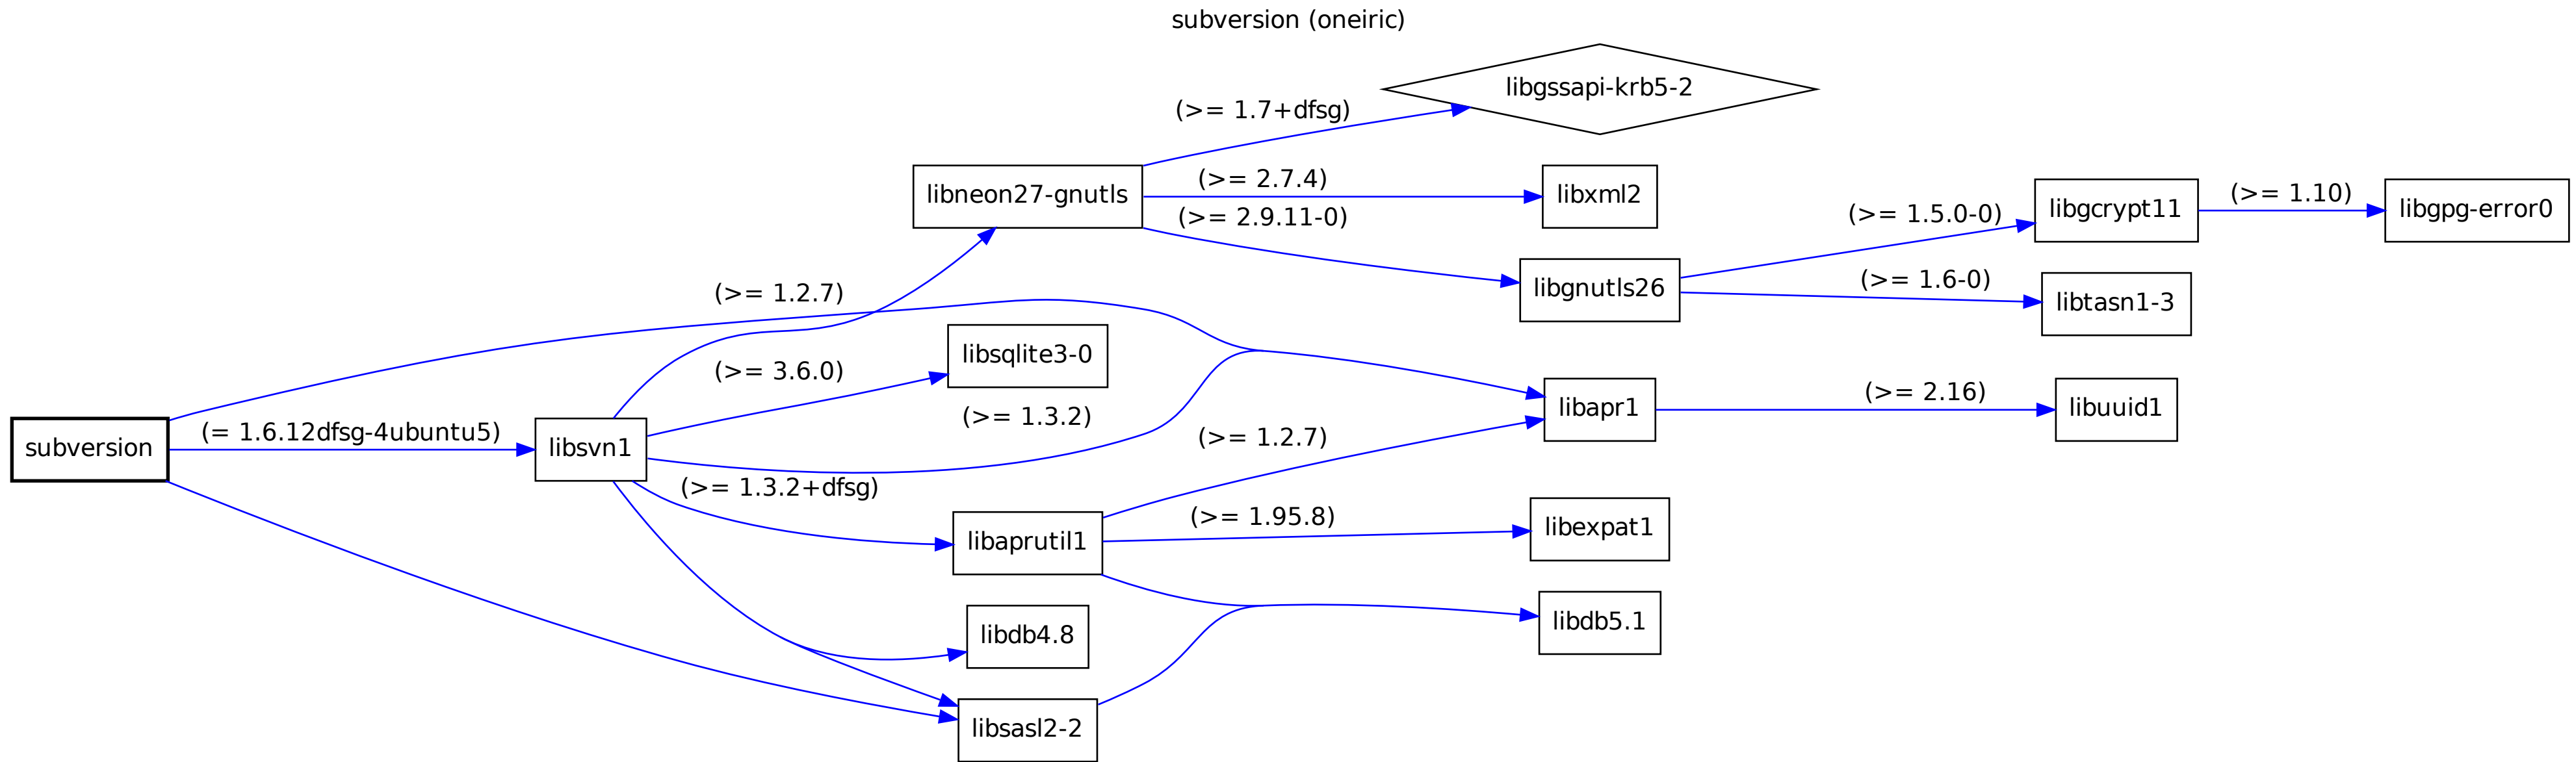 subversion (oneiric)
libgssapi-krb5-2
(>= 1.7+dfsg)
libneon27-gnutls
(>= 2.7.4)
libxml2
(>= 2.9.11-0)
(>= 1.5.0-0)
libgcrypt11
(>= 1.10)
libgpg-error0
libgnutls26
(>= 1.6-0)
libtasn1-3
(>= 1.2.7)
libsqlite3-0
(>= 3.6.0)
(>= 1.3.2)
libapr1
(>= 2.16)
libuuid1
subversion
(= 1.6.12dfsg-4ubuntu5)
libsvn1
(>= 1.2.7)
(>= 1.3.2+dfsg)
libaprutil1
(>= 1.95.8)
libexpat1
libdb4.8
libdb5.1
libsasl2-2